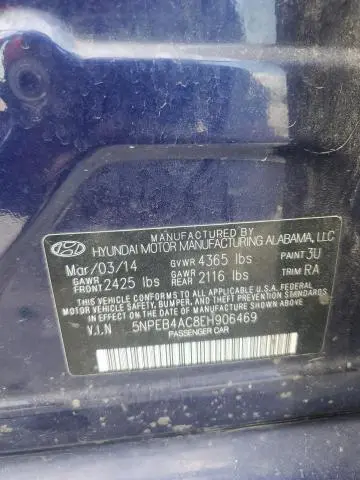 MANUFACTURED BY
HYUNDAI MOTOR MANUFACTURING ALABAMA, LLC
Mar/03/14 GVWR 4365 lbs PAINT 3U
GAWR FRONT 2425 lbs GAWR REAR 2116 lbs TRIM RA
THIS VEHICLE CONFORMS TO ALL APPLICABLE U.S.A FEDERAL
MOTOR VEHICLE SAFETY, BUMPER, AND THEFT PREVENTION STANDARDS
IN EFFECT ON THE DATE OF MANUFACTURE SHOWN ABOVE.
V.I.N 5NPEB4AC8EH906469
PASSENGER CAR